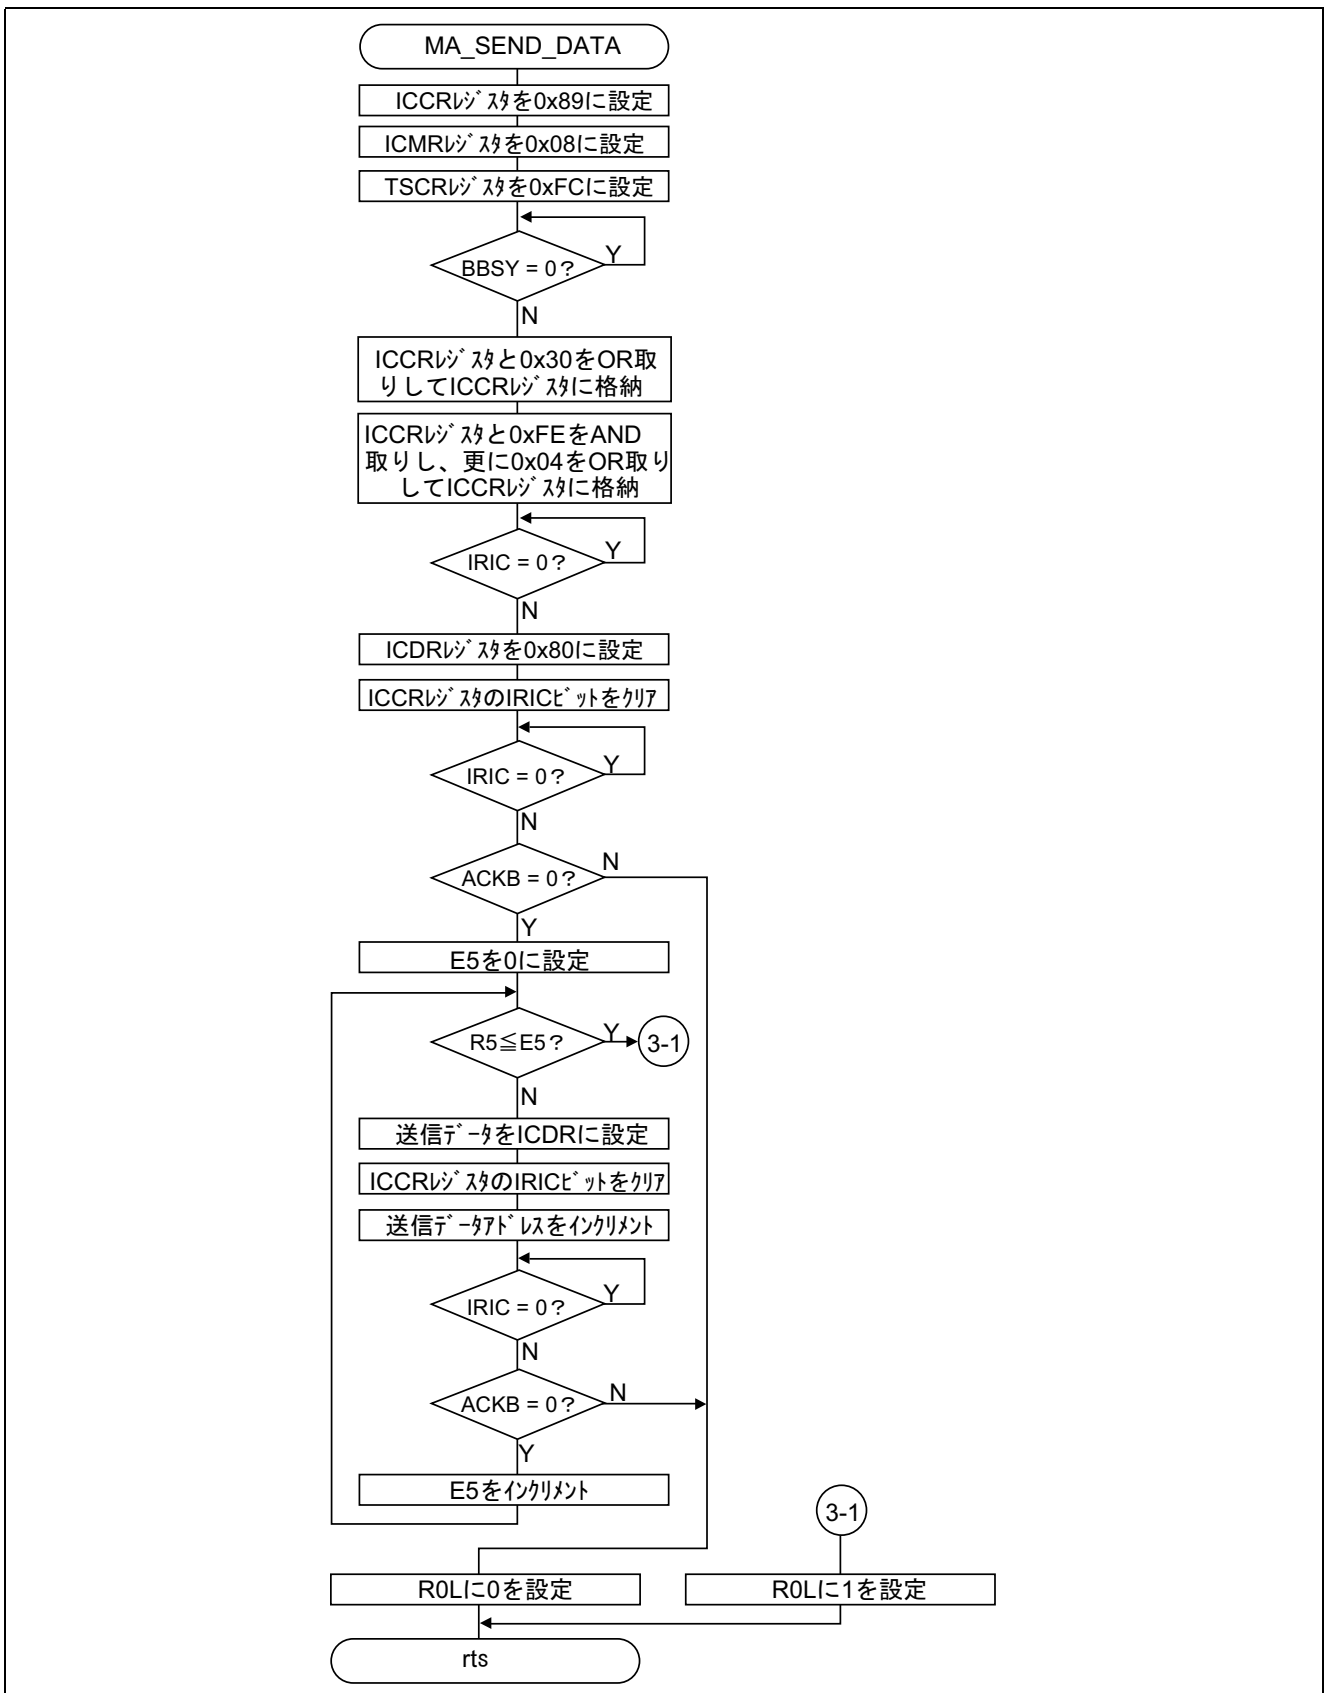 MA_SEND_DATA
ICCRﾚｼﾞｽﾀを0x89に設定
ICMRﾚｼﾞｽﾀを0x08に設定
TSCRﾚｼﾞｽﾀを0xFCに設定
BBSY = 0？
Y
N
ICCRﾚｼﾞｽﾀと0x30をOR取
りしてICCRﾚｼﾞｽﾀに格納
ICCRﾚｼﾞｽﾀと0xFEをAND
取りし、更に0x04をOR取り
してICCRﾚｼﾞｽﾀに格納
IRIC = 0？
Y
N
ICDRﾚｼﾞｽﾀを0x80に設定
ICCRﾚｼﾞｽﾀのIRICﾋﾞｯﾄをｸﾘｱ
IRIC = 0？
Y
N
ACKB = 0？
N
Y
E5を0に設定
R5≦E5？
Y
3-1
N
送信ﾃﾞｰﾀをICDRに設定
ICCRﾚｼﾞｽﾀのIRICﾋﾞｯﾄをｸﾘｱ
送信ﾃﾞｰﾀｱﾄﾞﾚｽをｲﾝｸﾘﾒﾝﾄ
IRIC = 0？
Y
N
ACKB = 0？
N
Y
E5をｲﾝｸﾘﾒﾝﾄ
3-1
R0Lに0を設定
R0Lに1を設定
rts